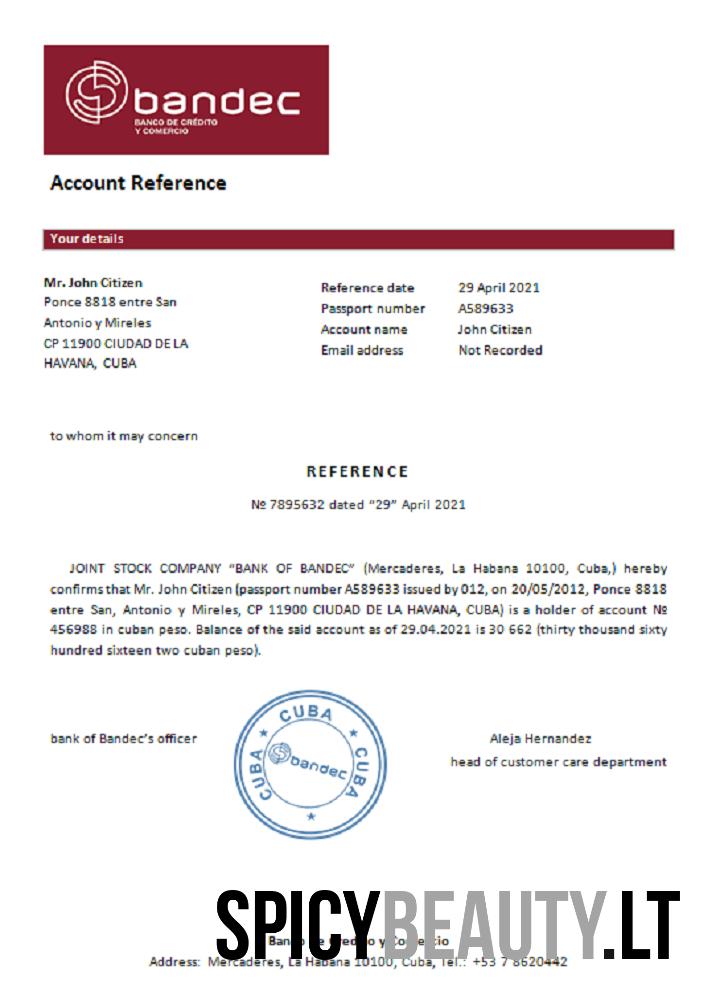 bandec
BANCO DE CRÉDITO
Y COMERCIO
Account Reference
Your details
Mr. John Citizen
Ponce 8818 entre San
Antonio y Mireles
CP 11900 CIUDAD DE LA
HAVANA, CUBA
Reference date 29 April 2021
Passport number A589633
Account name John Citizen
Email address Not Recorded
to whom it may concern
REFERENCE
№ 7895632 dated “29” April 2021
JOINT STOCK COMPANY “BANK OF BANDEC” (Mercaderes, La Habana 10100, Cuba,) hereby
confirms that Mr. John Citizen (passport number A589633 issued by 012, on 20/05/2012, Ponce 8818
entre San, Antonio y Mireles, CP 11900 CIUDAD DE LA HAVANA, CUBA) is a holder of account №
456988 in cuban peso. Balance of the said account as of 29.04.2021 is 30 662 (thirty thousand sixty
hundred sixteen two cuban peso).
bank of Bandec’s officer
CUBA
CUBA
CUBA
bandec
Aleja Hernandez
head of customer care department
SPICYBEAUTY.LT
Banco de Crédito y Comercio
Address: Mercaderes, La Habana 10100, Cuba, Tel.: +53 7 8620442